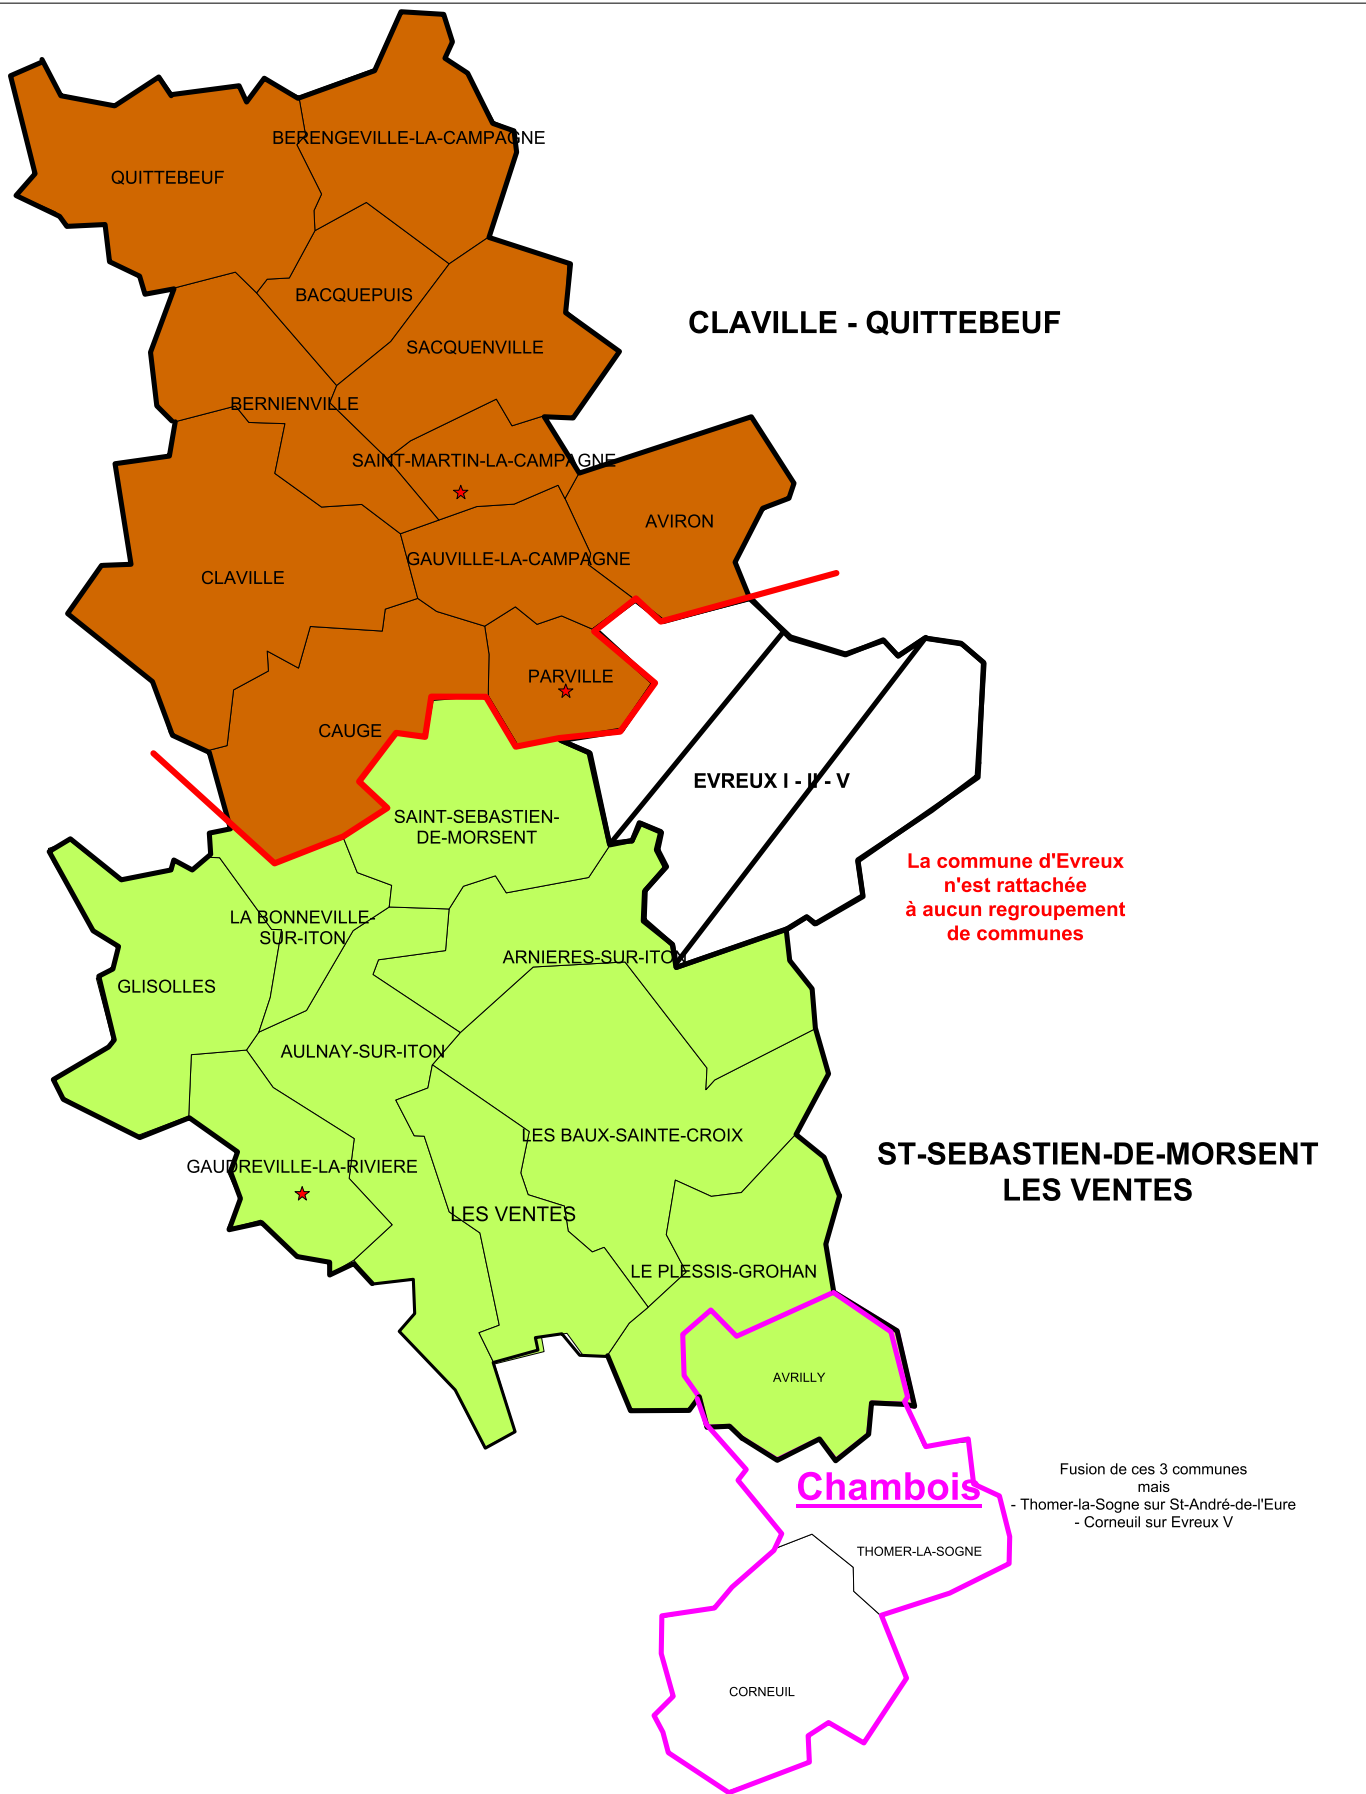 BERENGEVILLE-LA-CAMPAGNE
QUITTEBEUF
BACQUEPUIS
CLAVILLE - QUITTEBEUF
SACQUENVILLE
BERNIENVILLE
SAINT-MARTIN-LA-CAMPAGNE
AVIRON
GAUVILLE-LA-CAMPAGNE
CLAVILLE
PARVILLE
CAUGE
EVREUX I - II - V
SAINT-SEBASTIEN-
DE-MORSENT
La commune d'Evreux
n'est rattachée
à aucun regroupement
de communes
LA BONNEVILLE-
SUR-ITON
ARNIERES-SUR-ITON
GLISOLLES
AULNAY-SUR-ITON
LES BAUX-SAINTE-CROIX
ST-SEBASTIEN-DE-MORSENT
LES VENTES
GAUDREVILLE-LA-RIVIERE
LES VENTES
LE PLESSIS-GROHAN
AVRILLY
Chambois
Fusion de ces 3 communes
mais
- Thomer-la-Sogne sur St-André-de-l'Eure
- Corneuil sur Evreux V
THOMER-LA-SOGNE
CORNEUIL